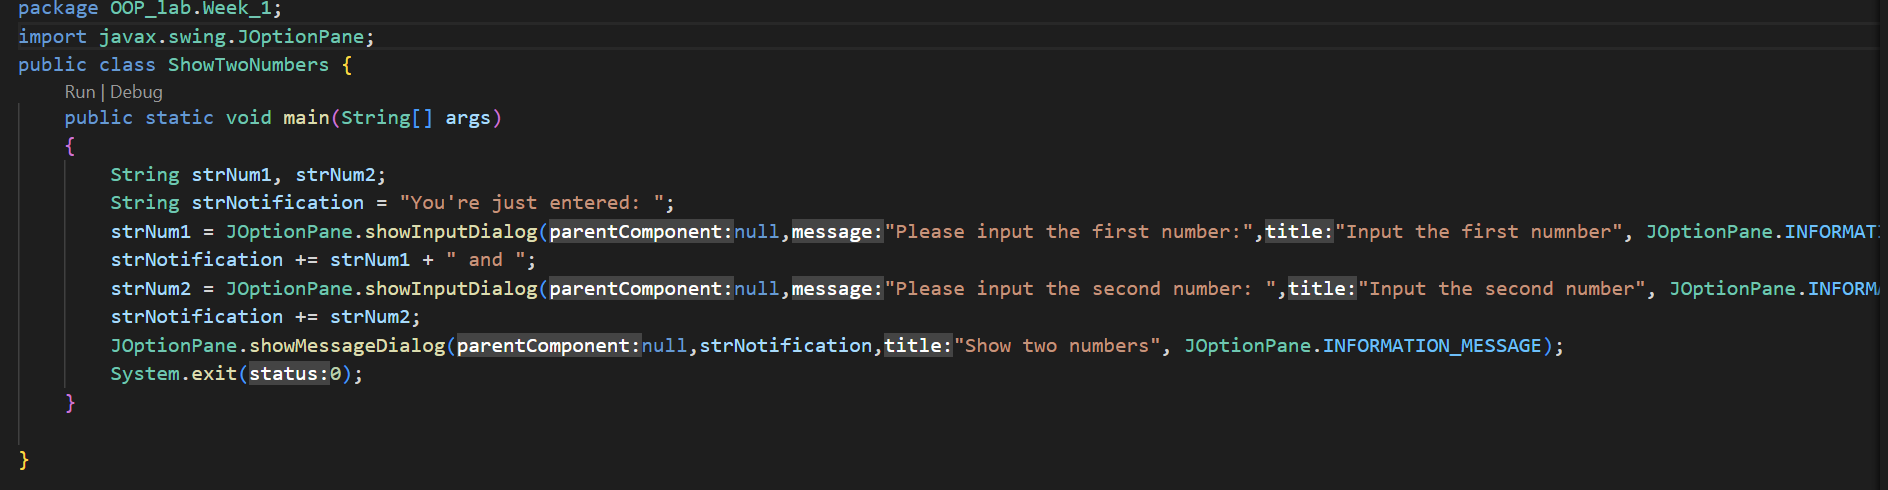 package OOP_lab.Week_1;
import javax.swing.JOptionPane;
public class ShowTwoNumbers {
Run | Debug
public static void main(String[] args)
{
String strNum1, strNum2;
String strNotification = "You're just entered: ";
strNum1 = JOptionPane.showInputDialog(parentComponent:null,message:"Please input the first number:",title:"Input the first numnber", JOptionPane.INFORMATI
strNotification += strNum1 + " and ";
strNum2 = JOptionPane.showInputDialog(parentComponent:null,message:"Please input the second number: ",title:"Input the second number", JOptionPane.INFORM
strNotification += strNum2;
JOptionPane.showMessageDialog(parentComponent:null,strNotification,title:"Show two numbers", JOptionPane.INFORMATION_MESSAGE);
System.exit(status:0);
}
}